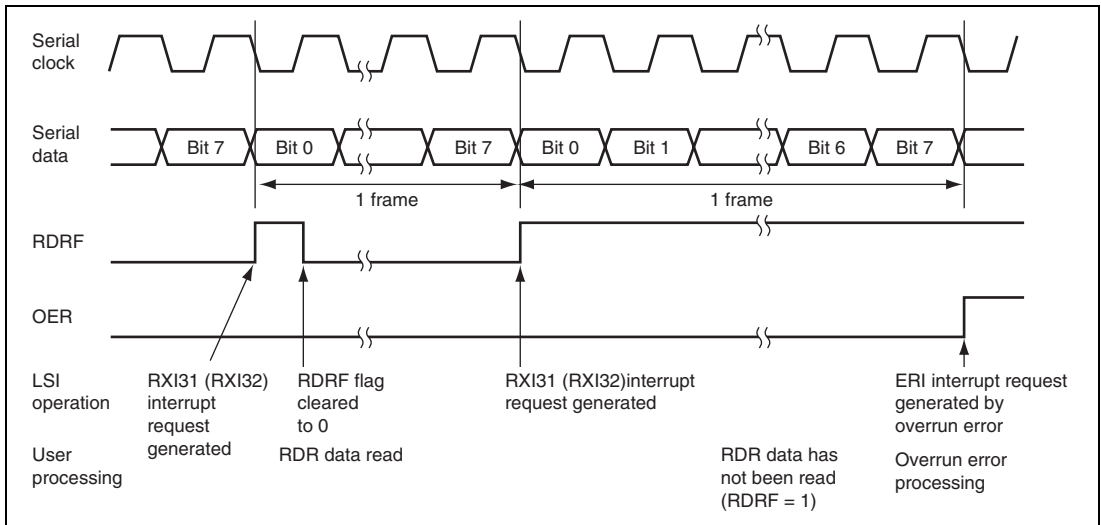 Serial
clock
Serial
data
Bit 7
Bit 0
Bit 7
Bit 0
Bit 1
Bit 6
Bit 7
1 frame
1 frame
RDRF
OER
LSI
operation
RXI31 (RXI32)
interrupt
request
generated
RDRF flag
cleared
to 0
RXI31 (RXI32)interrupt
request generated
ERI interrupt request
generated by
overrun error
User
processing
RDR data read
RDR data has
not been read
(RDRF = 1)
Overrun error
processing